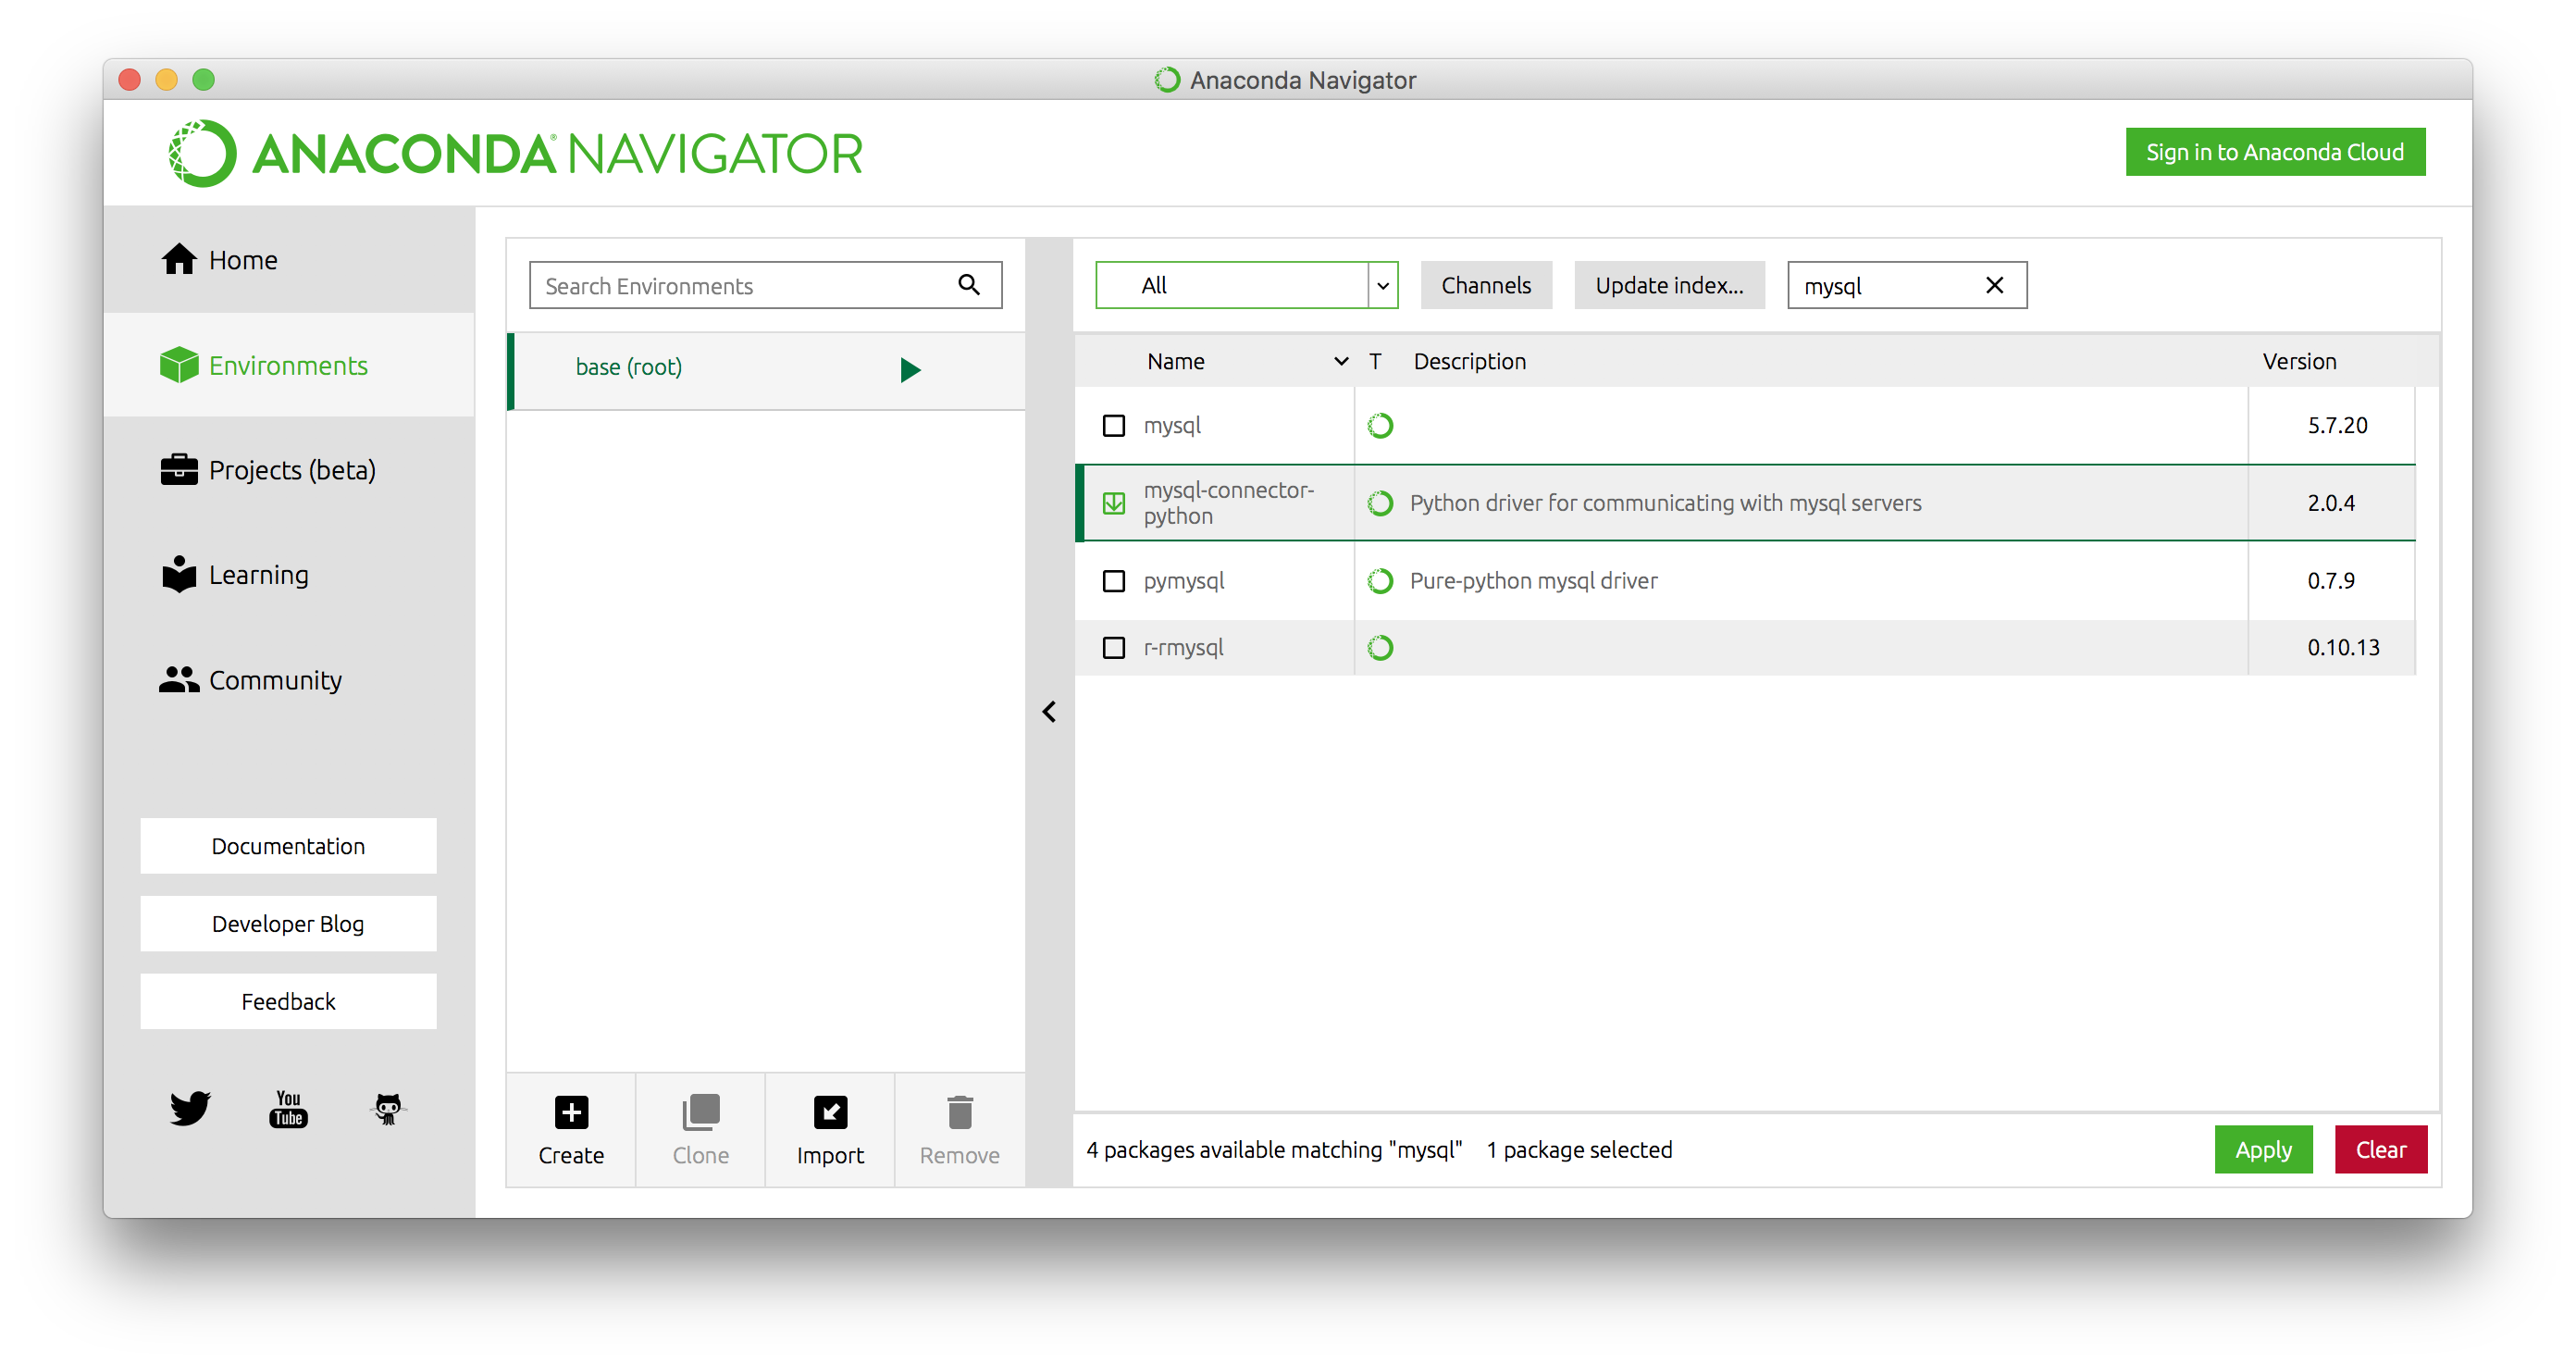 Anaconda Navigator
ANACONDA® NAVIGATOR
Sign in to Anaconda Cloud
Home
Environments
Projects (beta)
Learning
Community
Documentation
Developer Blog
Feedback
You
Tube
Search Environments
base (root)
Create
Clone
Import
Remove
All
Channels
Update index...
mysql
Name T Description Version
mysql 5.7.20
mysql-connector-
python
Python driver for communicating with mysql servers 2.0.4
pymysql Pure-python mysql driver 0.7.9
r-rmysql 0.10.13
4 packages available matching "mysql" 1 package selected
Apply
Clear